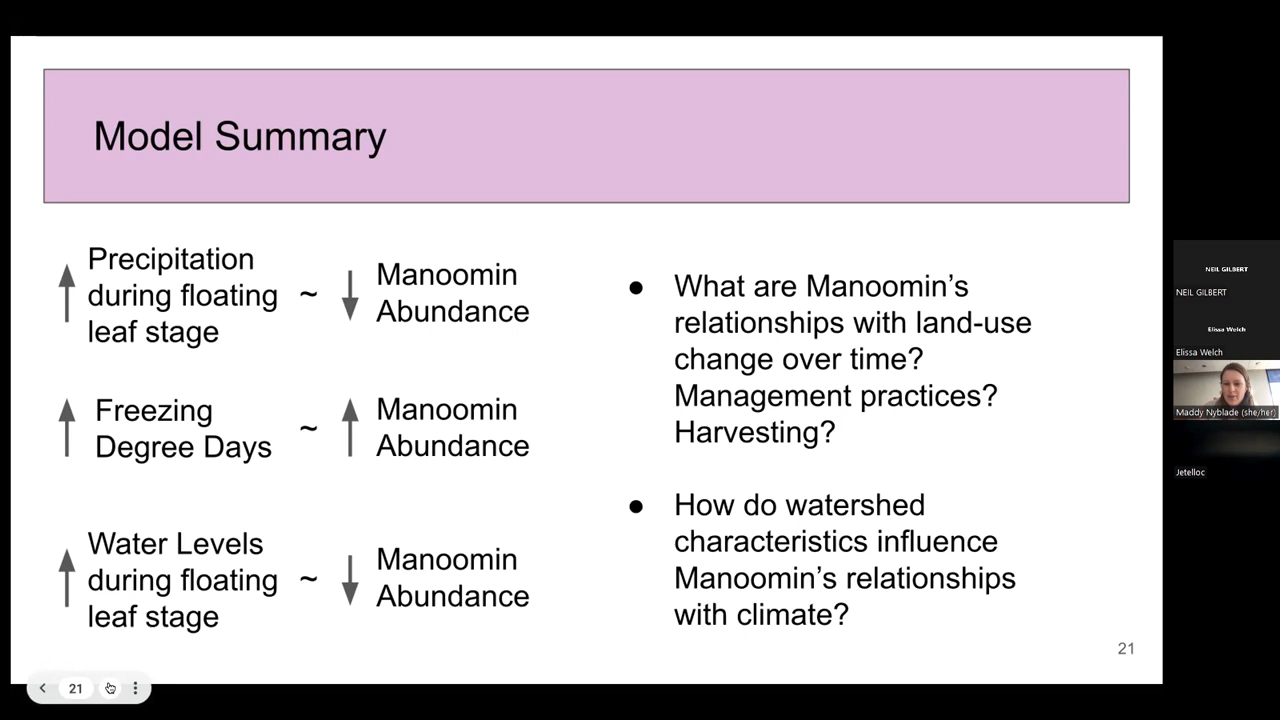 Model Summary
Precipitation
during floating
leaf stage
~
Manoomin
Abundance
Freezing
Degree Days
~
Manoomin
Abundance
Water Levels
during floating
leaf stage
~
Manoomin
Abundance
● What are Manoomin’s
relationships with land-use
change over time?
Management practices?
Harvesting?
● How do watershed
characteristics influence
Manoomin’s relationships
with climate?
21
21
NEIL GILBERT
NEIL GILBERT
Elissa Welch
Elissa Welch
Maddy Nyblade (she/her)
Jetelloc